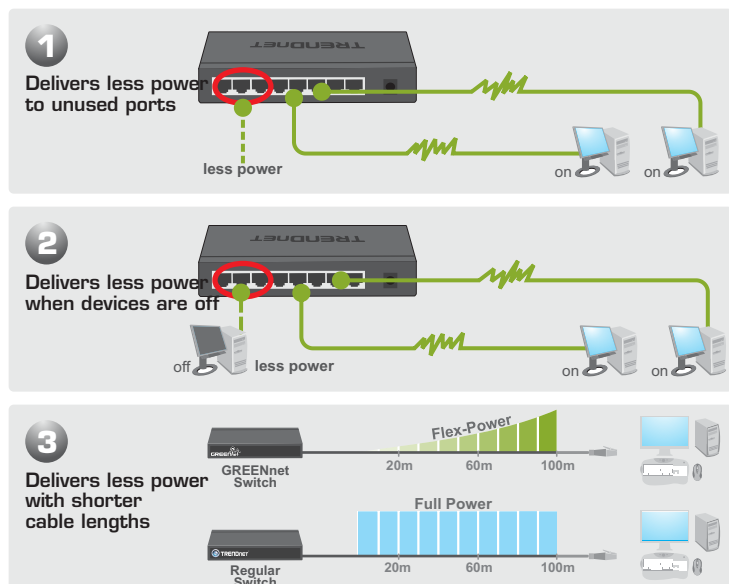 1
TRENDnet
Delivers less power
to unused ports
less power
on
on
2
TRENDnet
Delivers less power
when devices are off
off
less power
on
on
3
Delivers less power
with shorter
cable lengths
Flex-Power
GREENnet
20m
60m
100m
GREENnet
Switch
Full Power
TRENDNET
20m
60m
100m
Regular
Switch